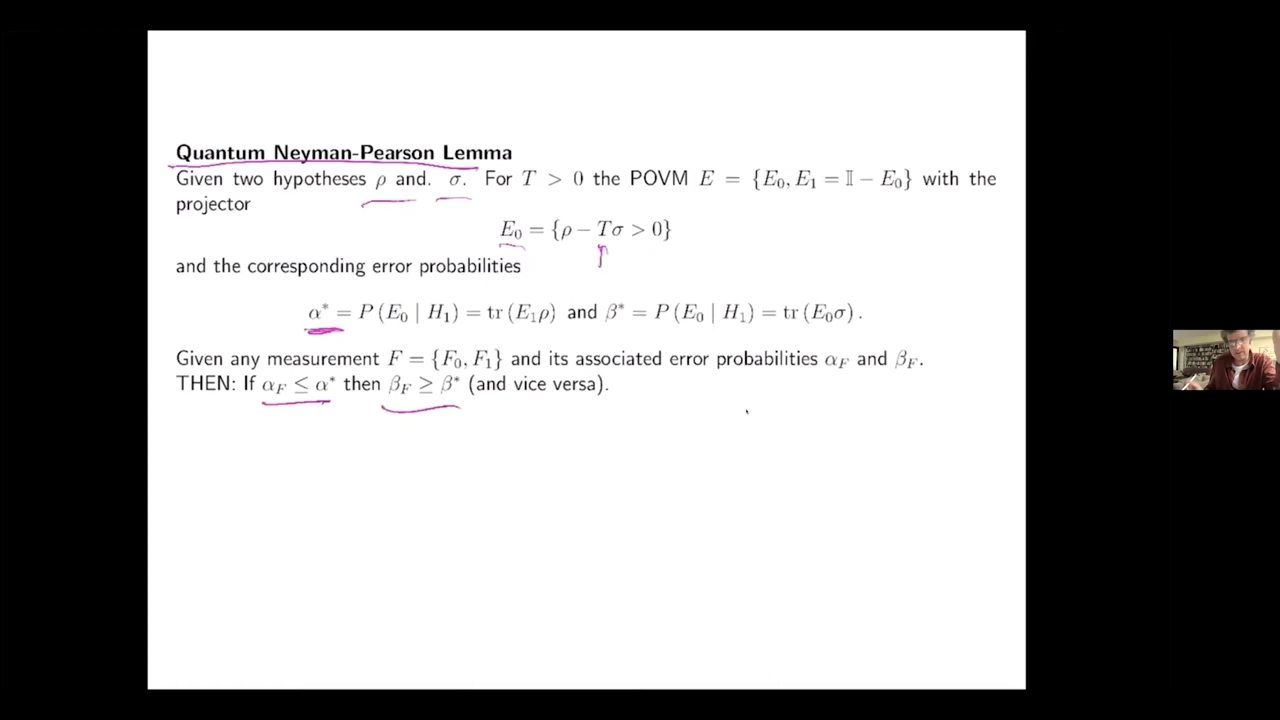 Quantum Neyman-Pearson Lemma
Given two hypotheses ρ and. σ. For T > 0 the POVM E = {E₀, E₁ = 𝕀 − E₀} with the
projector
E₀ = {ρ − Tσ > 0}
and the corresponding error probabilities
α* = P (E₀ | H₁) = tr (E₁ρ) and β* = P (E₀ | H₁) = tr (E₀σ) .
Given any measurement F = {F₀, F₁} and its associated error probabilities α_F and β_F.
THEN: If α_F ≤ α* then β_F ≥ β* (and vice versa).